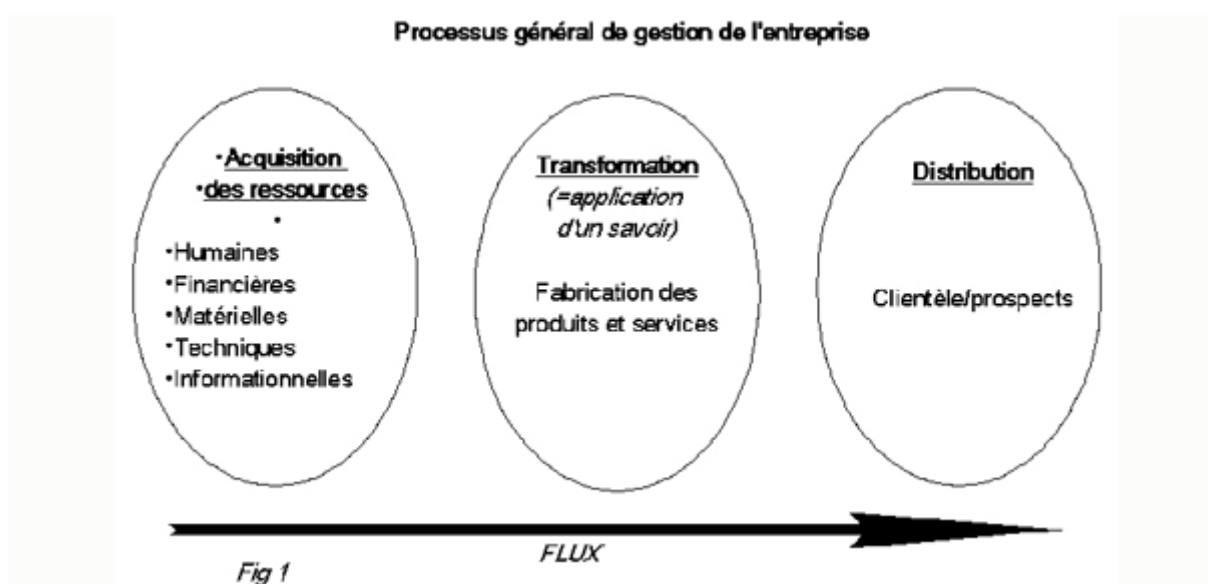 Processus général de gestion de l'entreprise
•Acquisition
•des ressources
•
•Humaines
•Financières
•Matérielles
•Techniques
•Informationnelles
Transformation
(=application
d'un savoir)
Fabrication des
produits et services
Distribution
Clientèle/prospects
FLUX
Fig 1